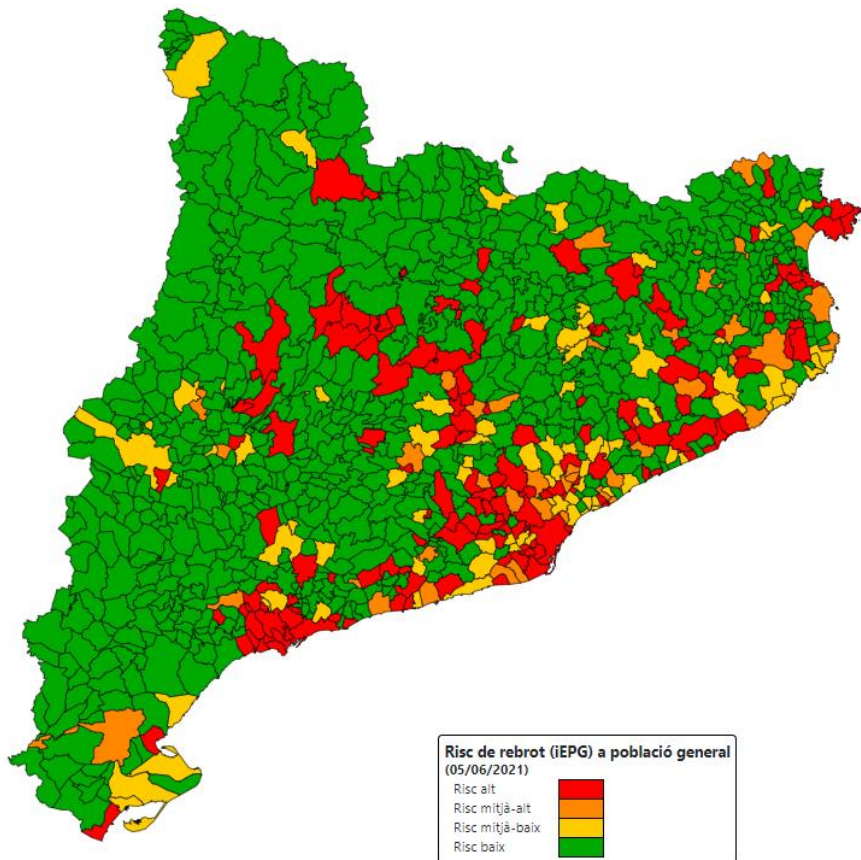 Risc de rebrot (iEPG) a població general
(05/06/2021)
Risc alt
Risc mitjà-alt
Risc mitjà-baix
Risc baix